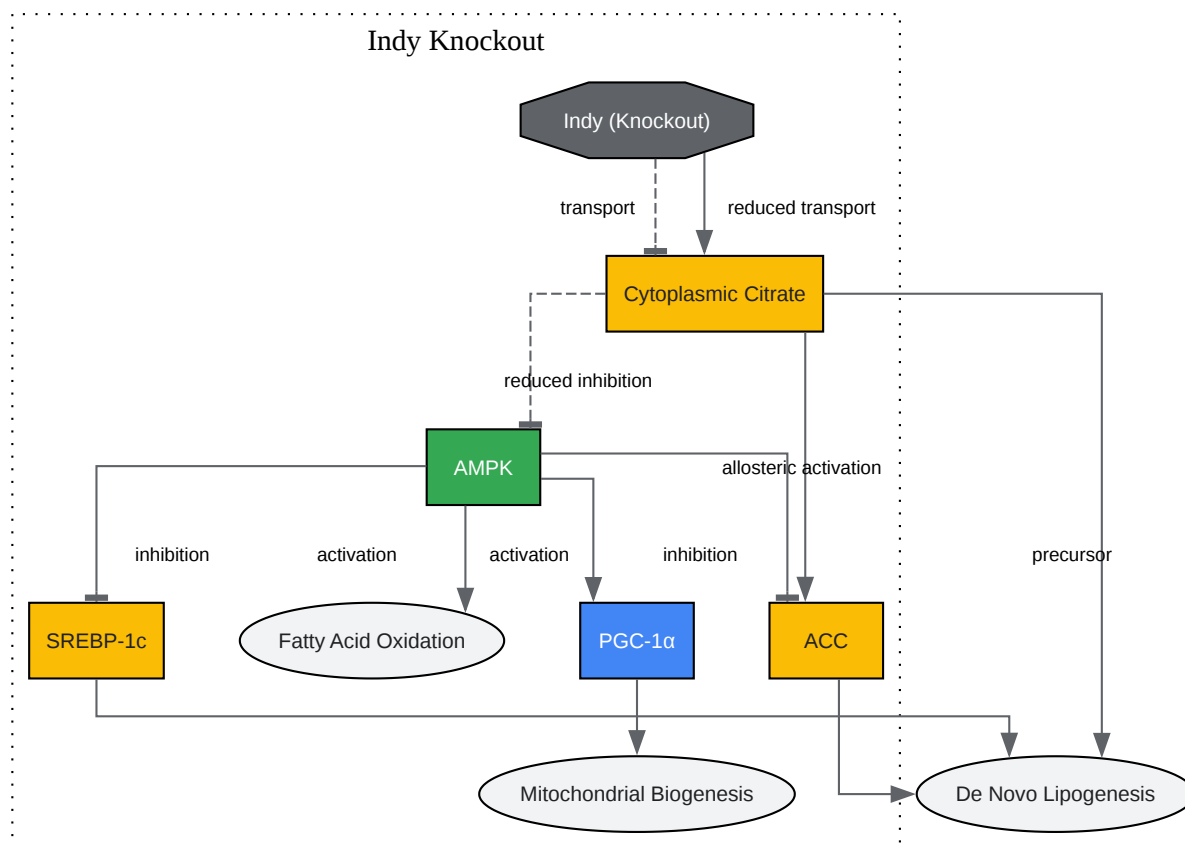 Indy Knockout
Indy (Knockout)
transport
reduced transport
Cytoplasmic Citrate
reduced inhibition
AMPK
allosteric activation
inhibition
activation
activation
inhibition
precursor
SREBP-1c
Fatty Acid Oxidation
PGC-1α
ACC
Mitochondrial Biogenesis
De Novo Lipogenesis